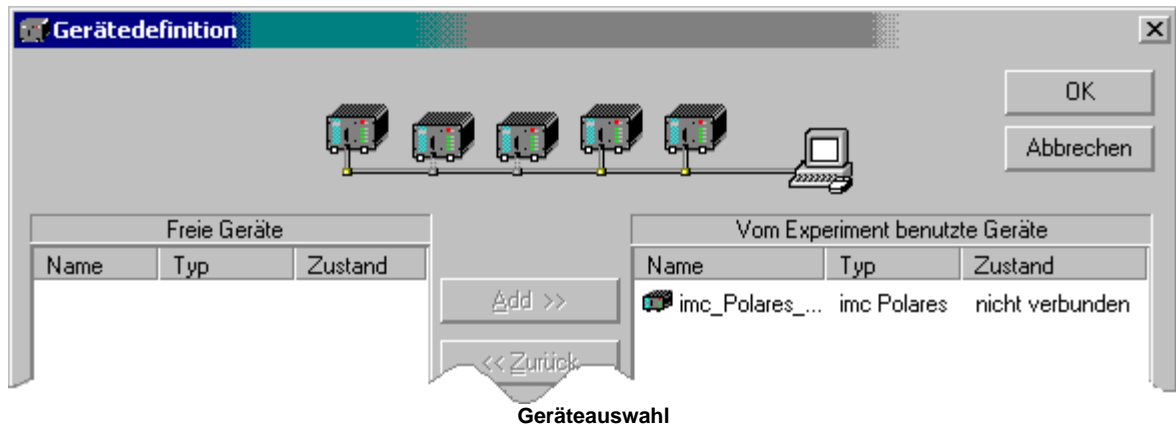 Gerätedefinition
OK
Abbrechen
Freie Geräte
Name Typ Zustand
Add >>
<< Zurück
Vom Experiment benutzte Geräte
Name Typ Zustand
imc_Polares_... imc Polares nicht verbunden
Geräteauswahl